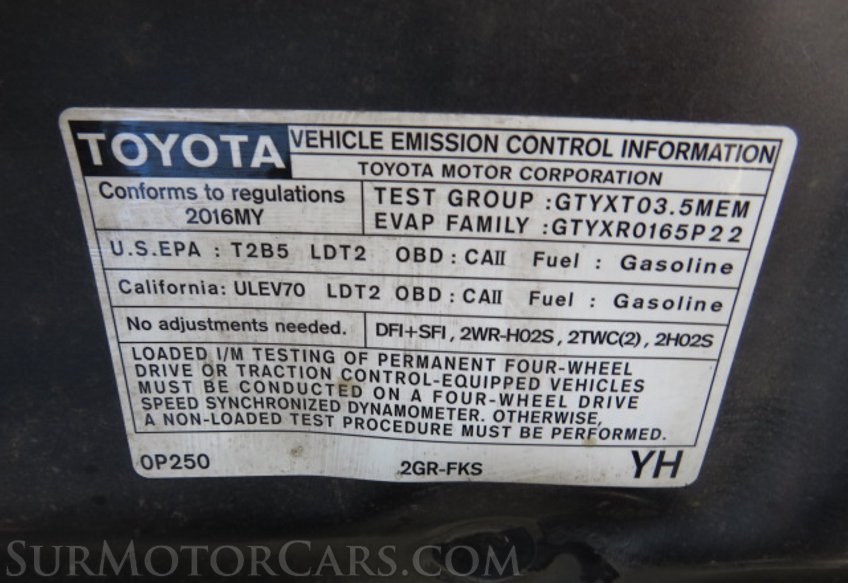 TOYOTA VEHICLE EMISSION CONTROL INFORMATION
TOYOTA MOTOR CORPORATION
Conforms to regulations
2016MY
TEST GROUP :GTYXT03.5MEM
EVAP FAMILY :GTYXR0165P22
U.S.EPA : T2B5 LDT2 OBD : CAII Fuel : Gasoline
California: ULEV70 LDT2 OBD : CAII Fuel : Gasoline
No adjustments needed. DFI+SFI, 2WR-HO2S, 2TWC(2), 2HO2S
LOADED I/M TESTING OF PERMANENT FOUR-WHEEL
DRIVE OR TRACTION CONTROL-EQUIPPED VEHICLES
MUST BE CONDUCTED ON A FOUR-WHEEL DRIVE
SPEED SYNCHRONIZED DYNAMOMETER. OTHERWISE,
A NON-LOADED TEST PROCEDURE MUST BE PERFORMED.
0P250 2GR-FKS YH
SURMOTORCARS.COM